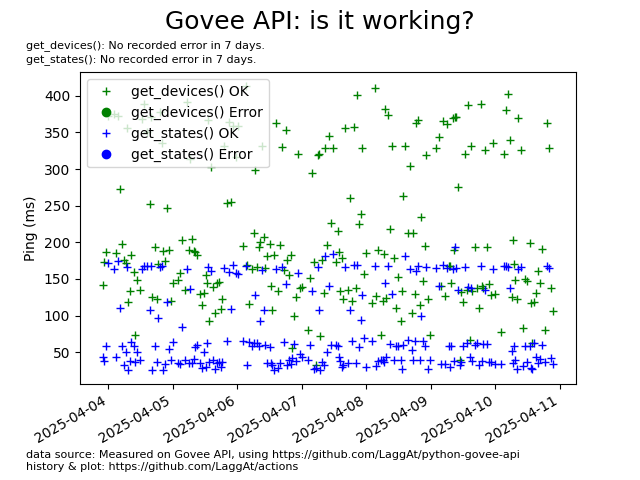 Govee API: is it working?
get_devices(): No recorded error in 7 days.
get_states(): No recorded error in 7 days.
get_devices() OK
get_devices() Error
get_states() OK
get_states() Error
Ping (ms)
400
350
300
250
200
150
100
50
2025-04-04
2025-04-05
2025-04-06
2025-04-07
2025-04-08
2025-04-09
2025-04-10
2025-04-11
data source: Measured on Govee API, using https://github.com/LaggAt/python-govee-api
history & plot: https://github.com/LaggAt/actions